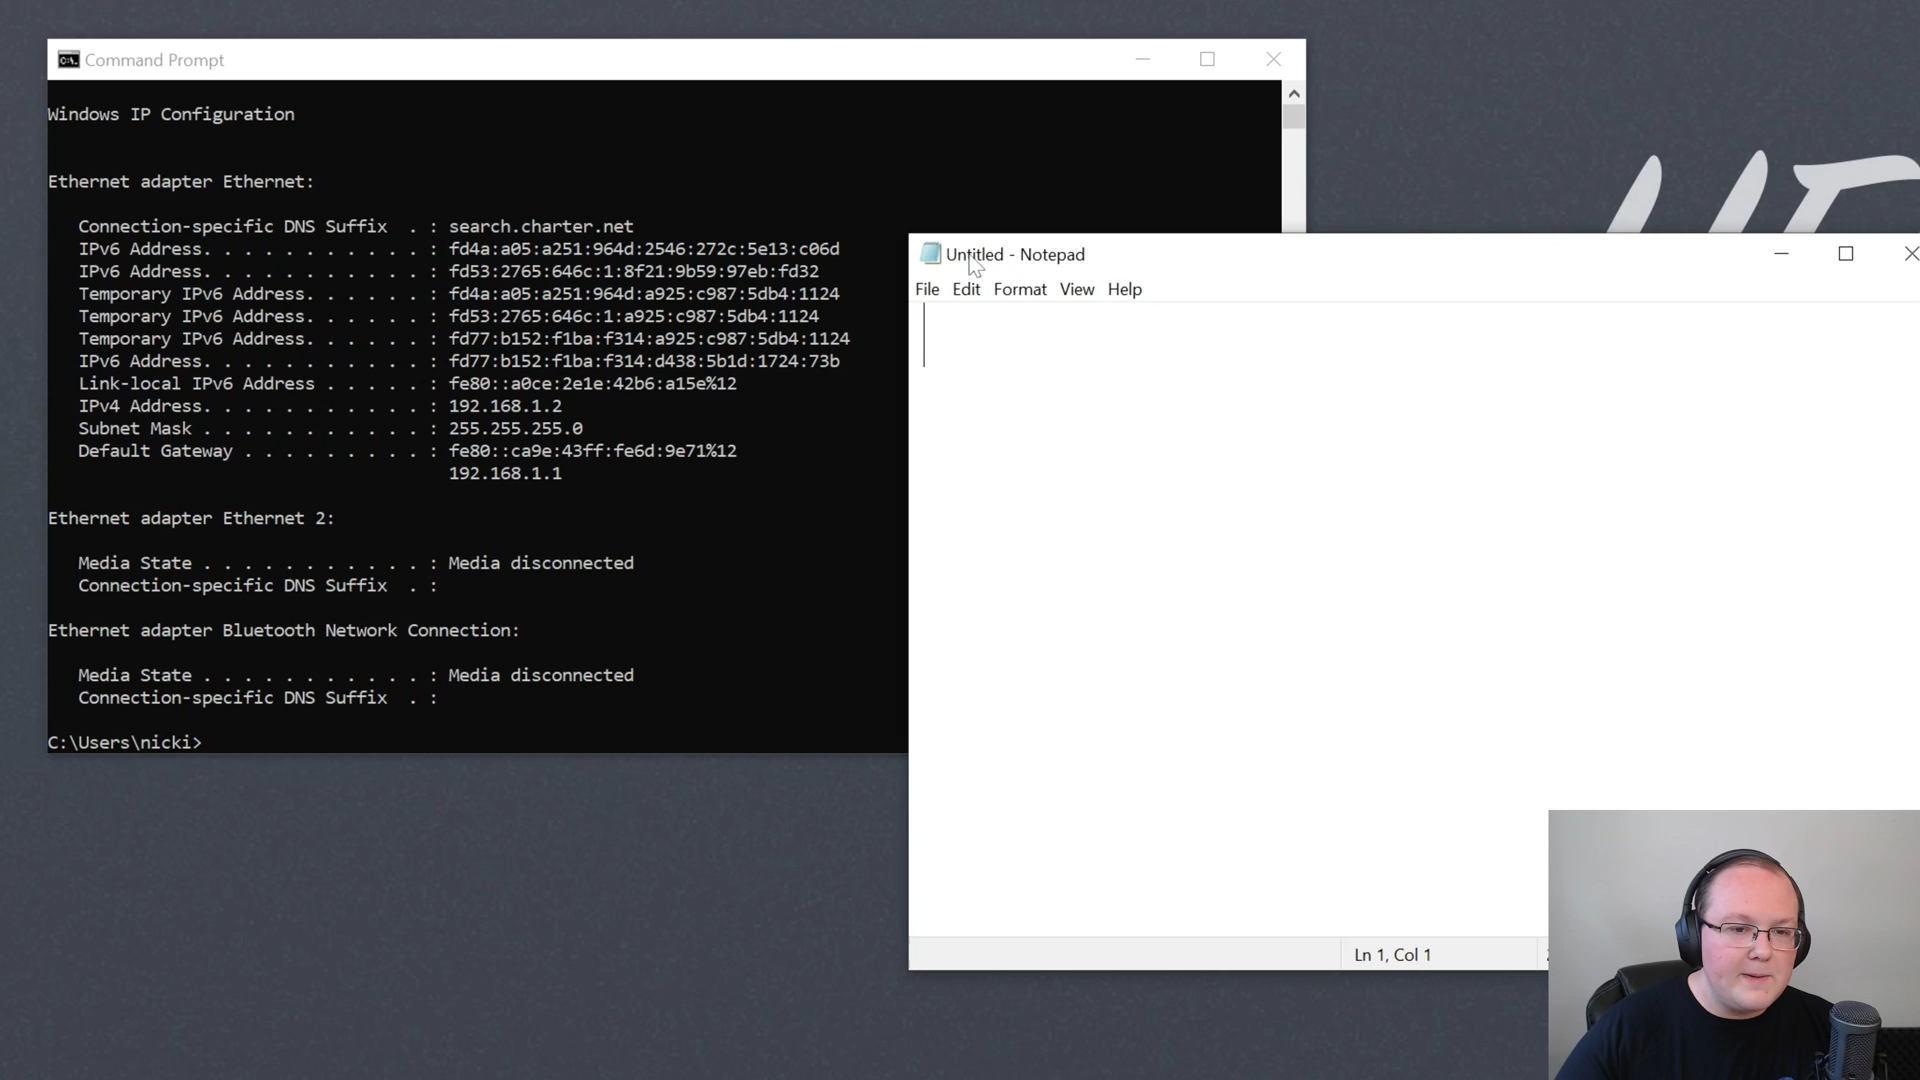 Command Prompt
Windows IP Configuration
Ethernet adapter Ethernet:
Connection-specific DNS Suffix . : search.charter.net
IPv6 Address. . . . . . . . . . . : fd4a:a05:a251:964d:2546:272c:5e13:c06d
IPv6 Address. . . . . . . . . . . : fd53:2765:646c:1:8f21:9b59:97eb:fd32
Temporary IPv6 Address. . . . . . : fd4a:a05:a251:964d:a925:c987:5db4:1124
Temporary IPv6 Address. . . . . . : fd53:2765:646c:1:a925:c987:5db4:1124
Temporary IPv6 Address. . . . . . : fd77:b152:f1ba:f314:a925:c987:5db4:1124
IPv6 Address. . . . . . . . . . . : fd77:b152:f1ba:f314:d438:5b1d:1724:73b
Link-local IPv6 Address . . . . . : fe80::a0ce:2e1e:42b6:a15e%12
IPv4 Address. . . . . . . . . . . : 192.168.1.2
Subnet Mask . . . . . . . . . . . : 255.255.255.0
Default Gateway . . . . . . . . . : fe80::ca9e:43ff:fe6d:9e71%12
192.168.1.1
Ethernet adapter Ethernet 2:
Media State . . . . . . . . . . . : Media disconnected
Connection-specific DNS Suffix . :
Ethernet adapter Bluetooth Network Connection:
Media State . . . . . . . . . . . : Media disconnected
Connection-specific DNS Suffix . :
C:\Users\nicki>
Untitled - Notepad
File Edit Format View Help
Ln 1, Col 1